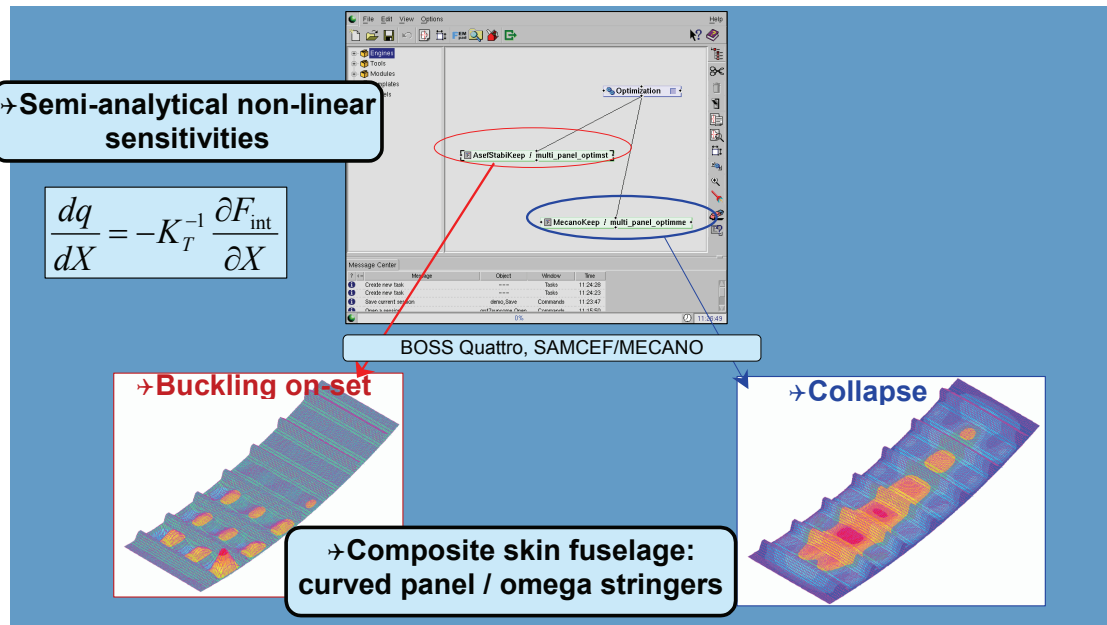 File Edit View Options Help
Engines
Tools
Modules
Optimization
✈Semi-analytical non-linear
sensitivities
AsefStabiKeep / multi_panel_optimst
dq/dX = −K_T^{-1} ∂F_int/∂X
MecanoKeep / multi_panel_optimme
Message Center
Message Object Window Time
Create new task --- Tasks 11:24:28
Create new task --- Tasks 11:24:23
Save current session demo,Save Commands 11:23:47
0%
BOSS Quattro, SAMCEF/MECANO
✈Buckling on-set
✈Collapse
✈Composite skin fuselage:
curved panel / omega stringers